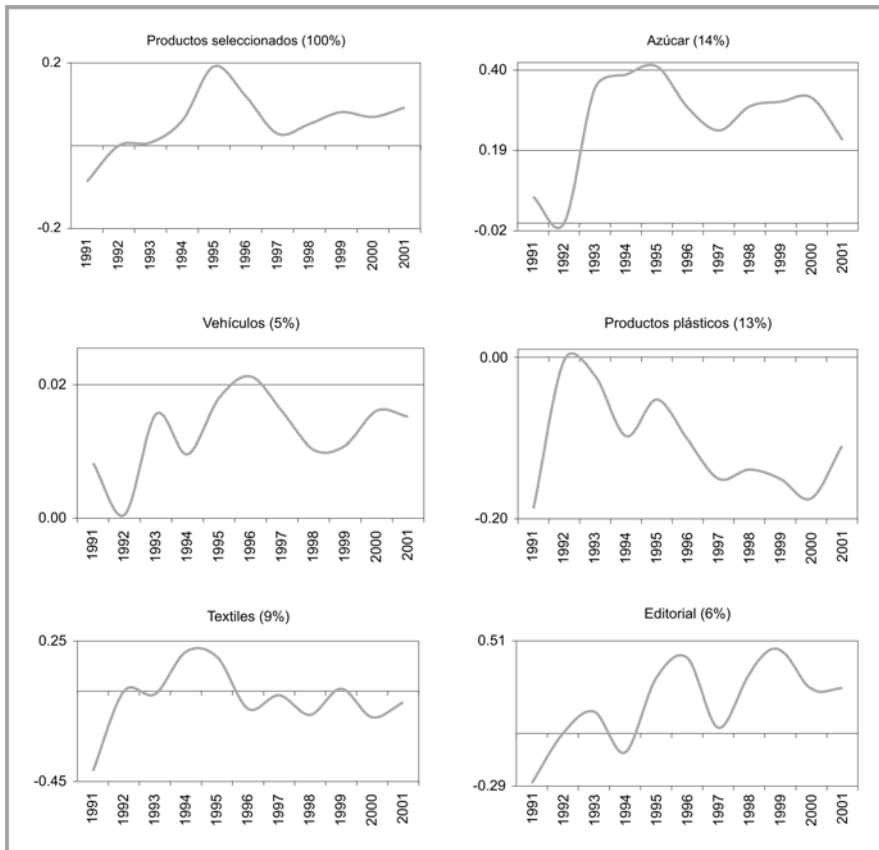 Productos seleccionados (100%)
0.2
-0.2
1991 1992 1993 1994 1995 1996 1997 1998 1999 2000 2001
Azúcar (14%)
0.40
0.19
-0.02
1991 1992 1993 1994 1995 1996 1997 1998 1999 2000 2001
Vehículos (5%)
0.02
0.00
1991 1992 1993 1994 1995 1996 1997 1998 1999 2000 2001
Productos plásticos (13%)
0.00
-0.20
1991 1992 1993 1994 1995 1996 1997 1998 1999 2000 2001
Textiles (9%)
0.25
-0.45
1991 1992 1993 1994 1995 1996 1997 1998 1999 2000 2001
Editorial (6%)
0.51
-0.29
1991 1992 1993 1994 1995 1996 1997 1998 1999 2000 2001